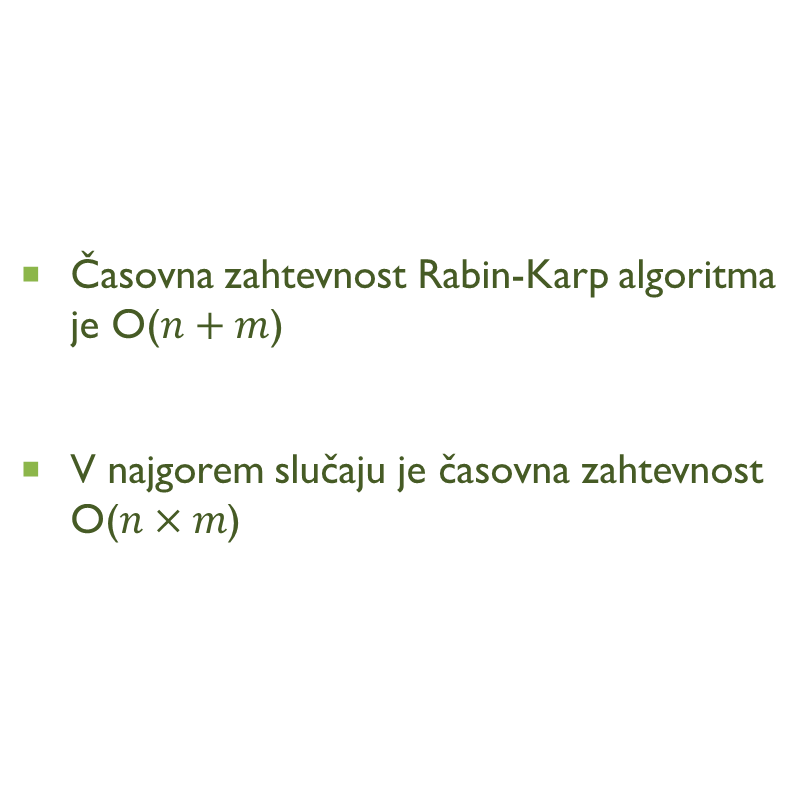 ▪ Časovna zahtevnost Rabin-Karp algoritma
je O(n + m)
▪ V najgorem slučaju je časovna zahtevnost
O(n × m)